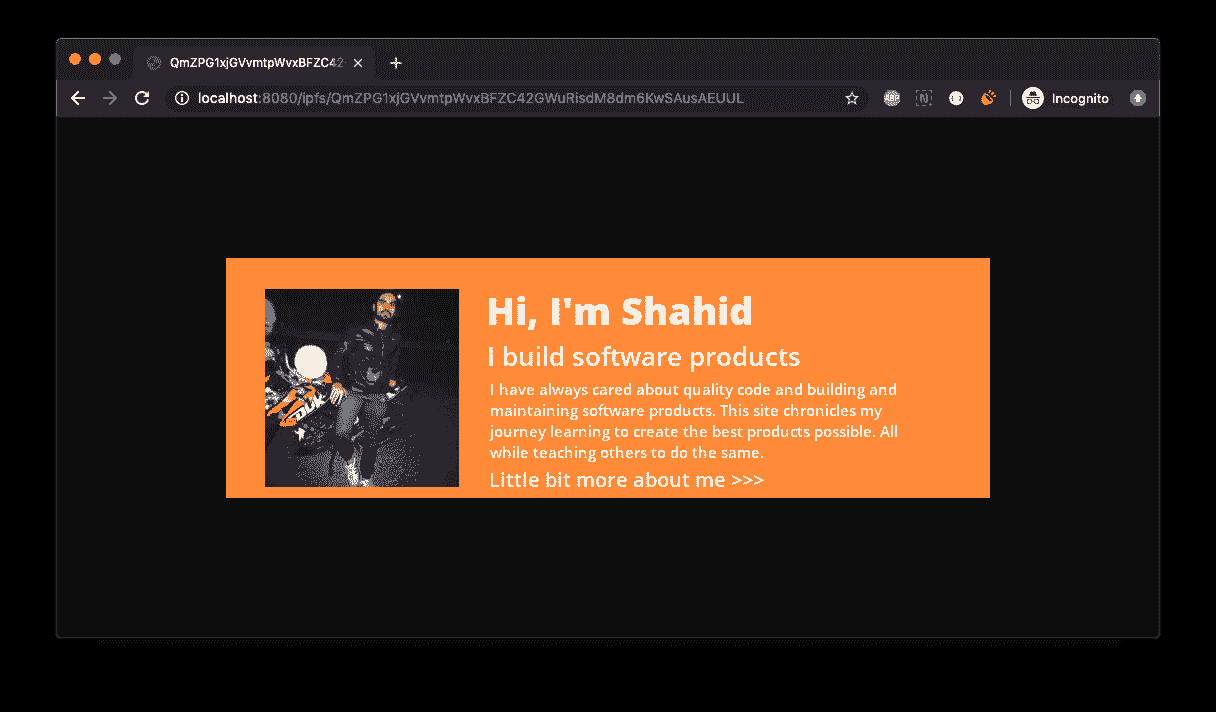 QmZPG1xjGVvmtpWvxBFZC42
localhost:8080/ipfs/QmZPG1xjGVvmtpWvxBFZC42GWuRisdM8dm6KwSAusAEUUL
ABP
N
Incognito
DUK
Hi, I'm Shahid
I build software products
I have always cared about quality code and building and
maintaining software products. This site chronicles my
journey learning to create the best products possible. All
while teaching others to do the same.
Little bit more about me >>>